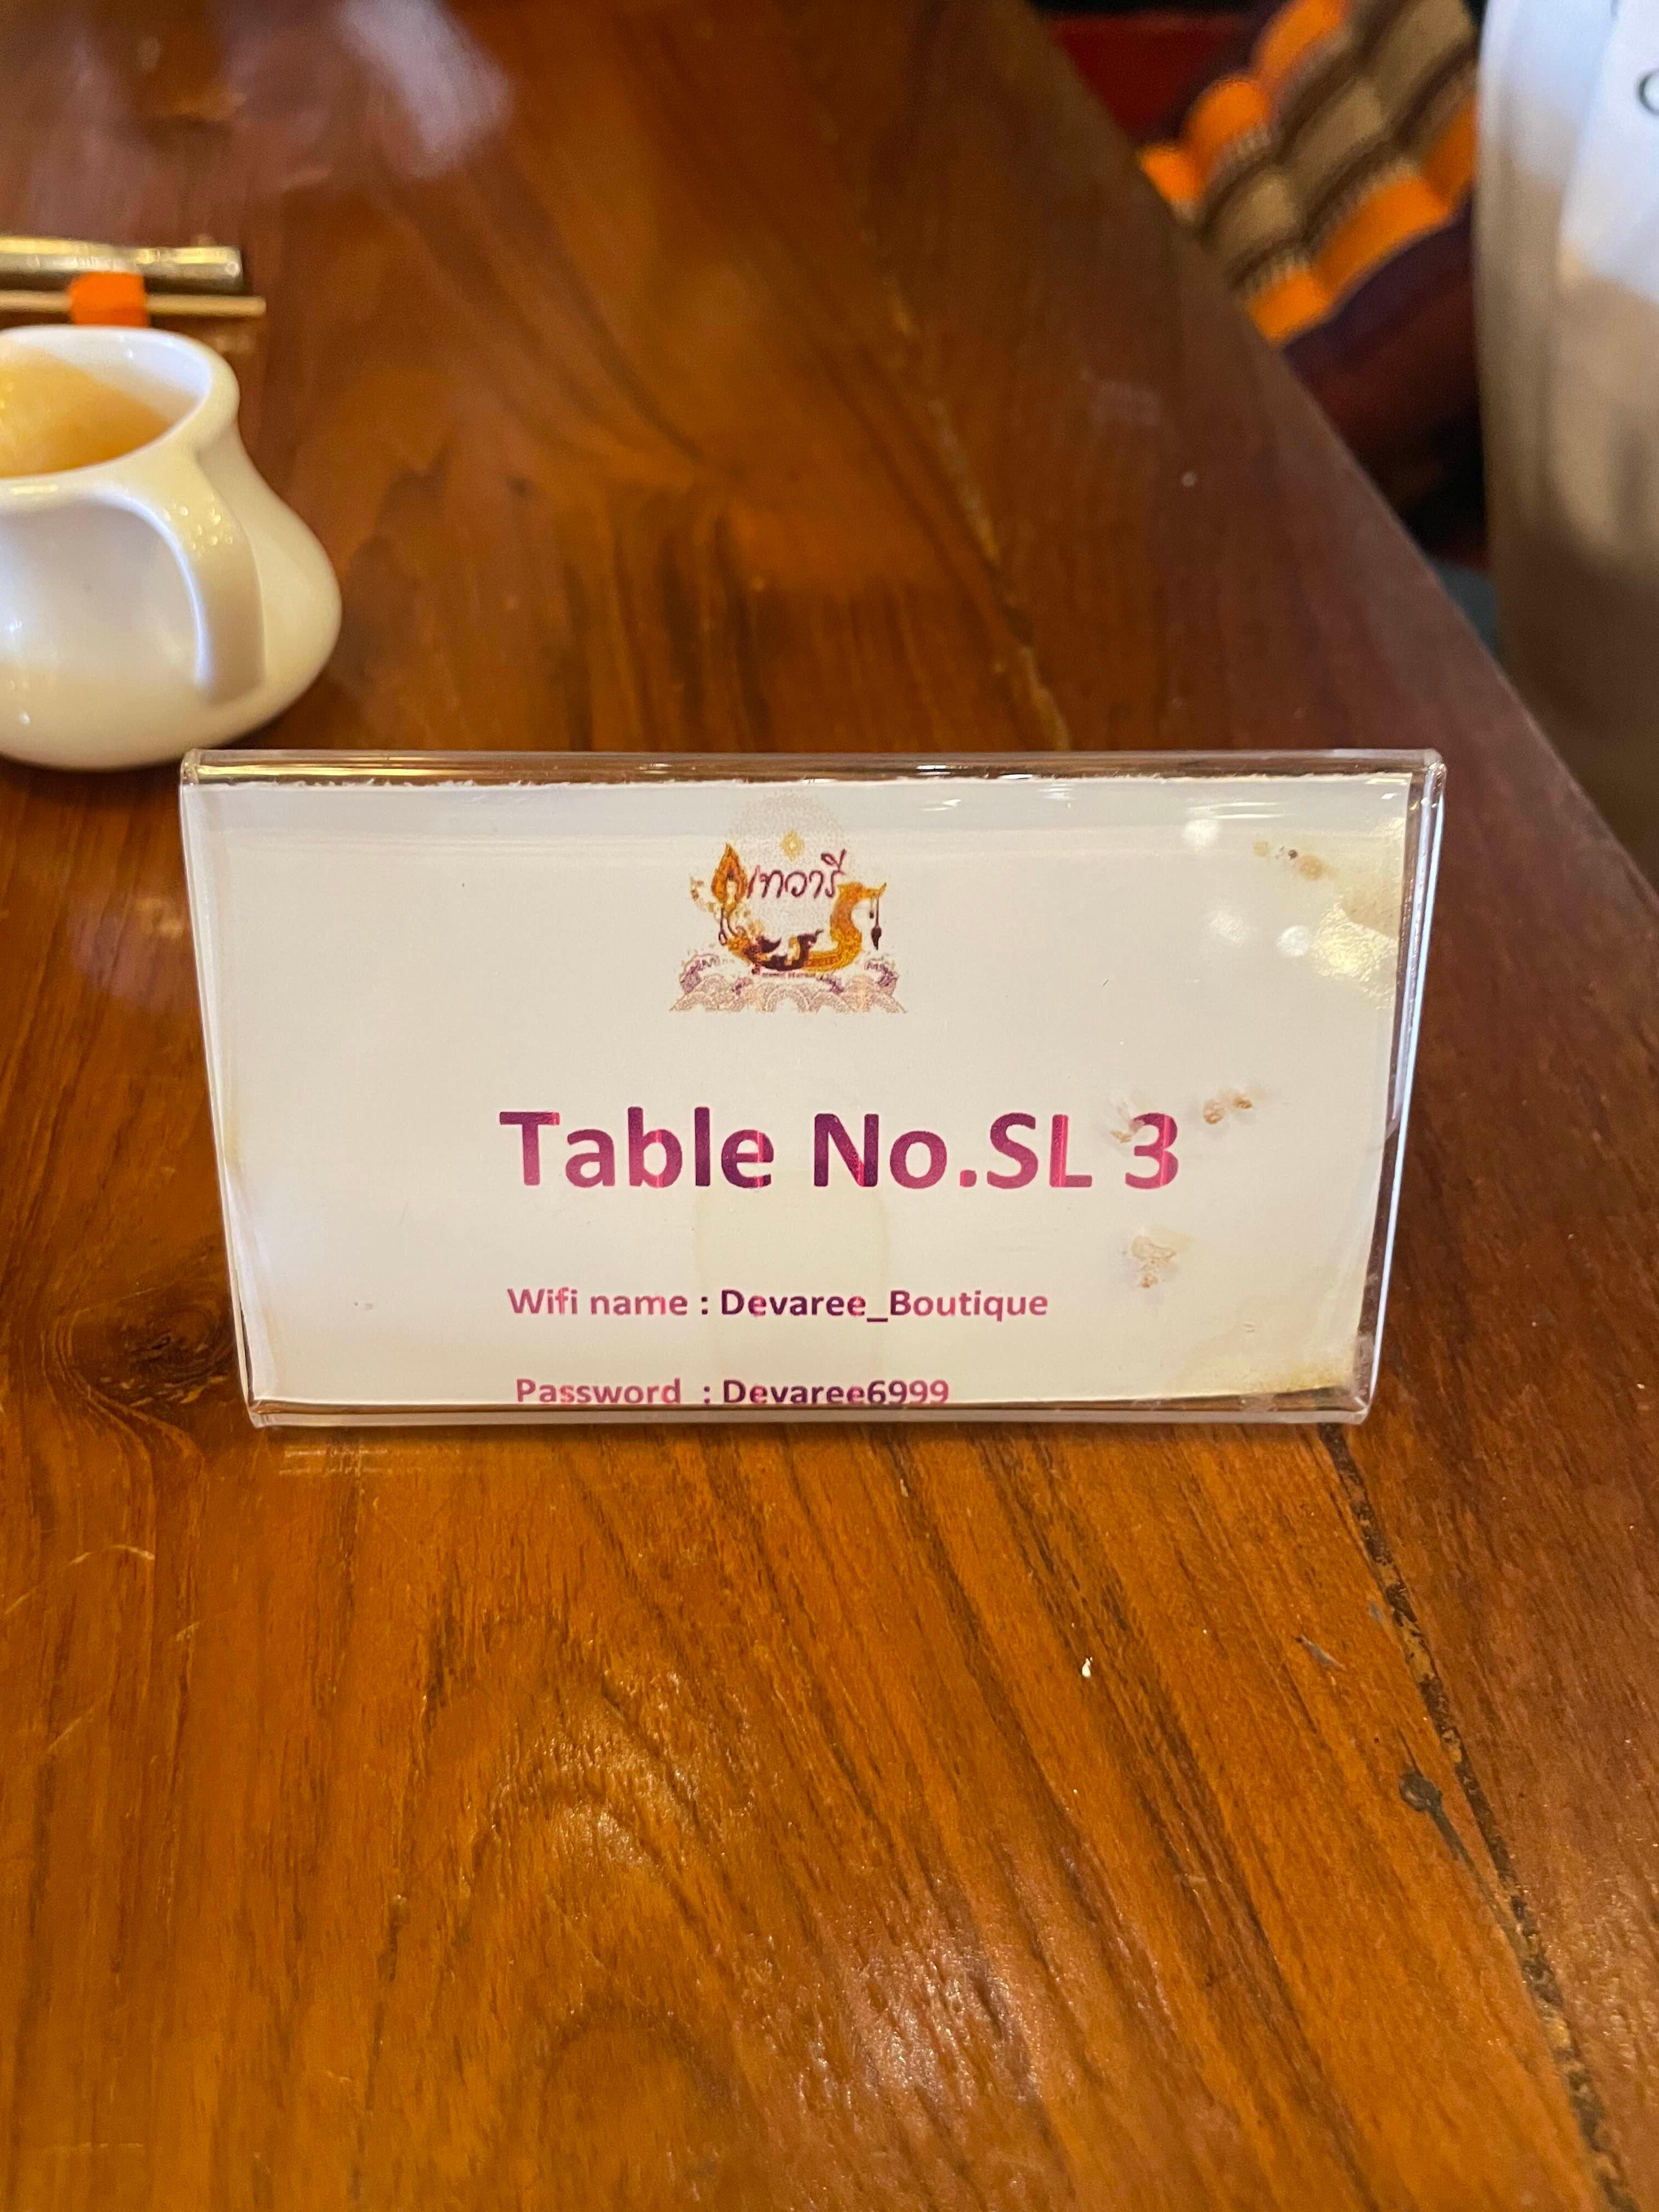 เทวารี
Table No.SL 3
Wifi name : Devaree_Boutique
Password : Devaree6999